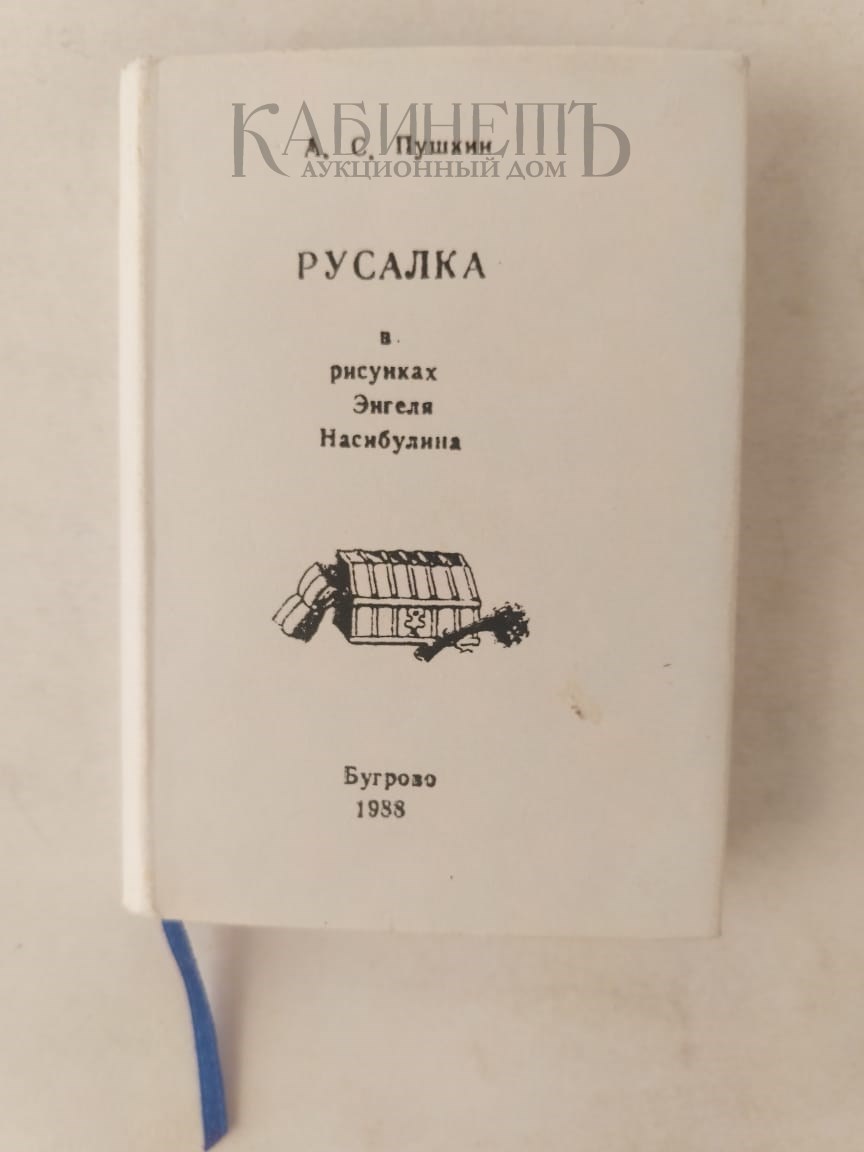 КАБИНЕТЪ
А. С. Пушкин
АУКЦИОННЫЙ ДОМ
РУСАЛКА
в
рисунках
Энгеля
Насибулина
Бугрово
1988